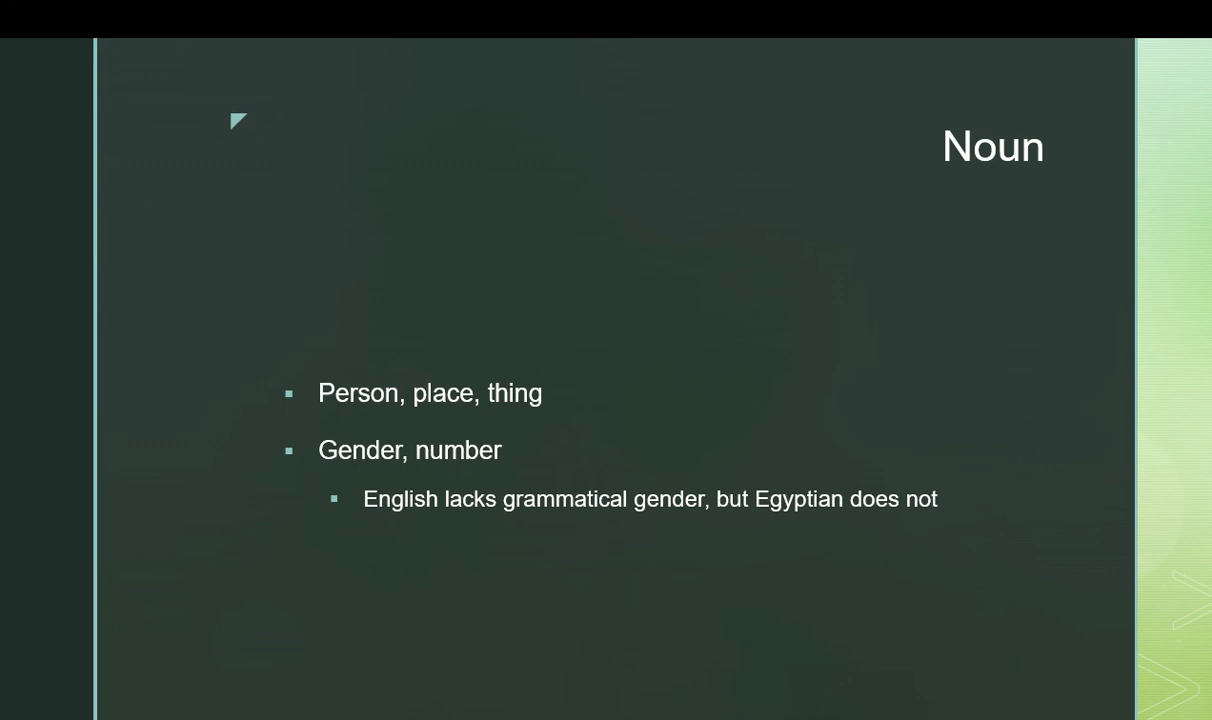 Noun
Person, place, thing
Gender, number
English lacks grammatical gender, but Egyptian does not